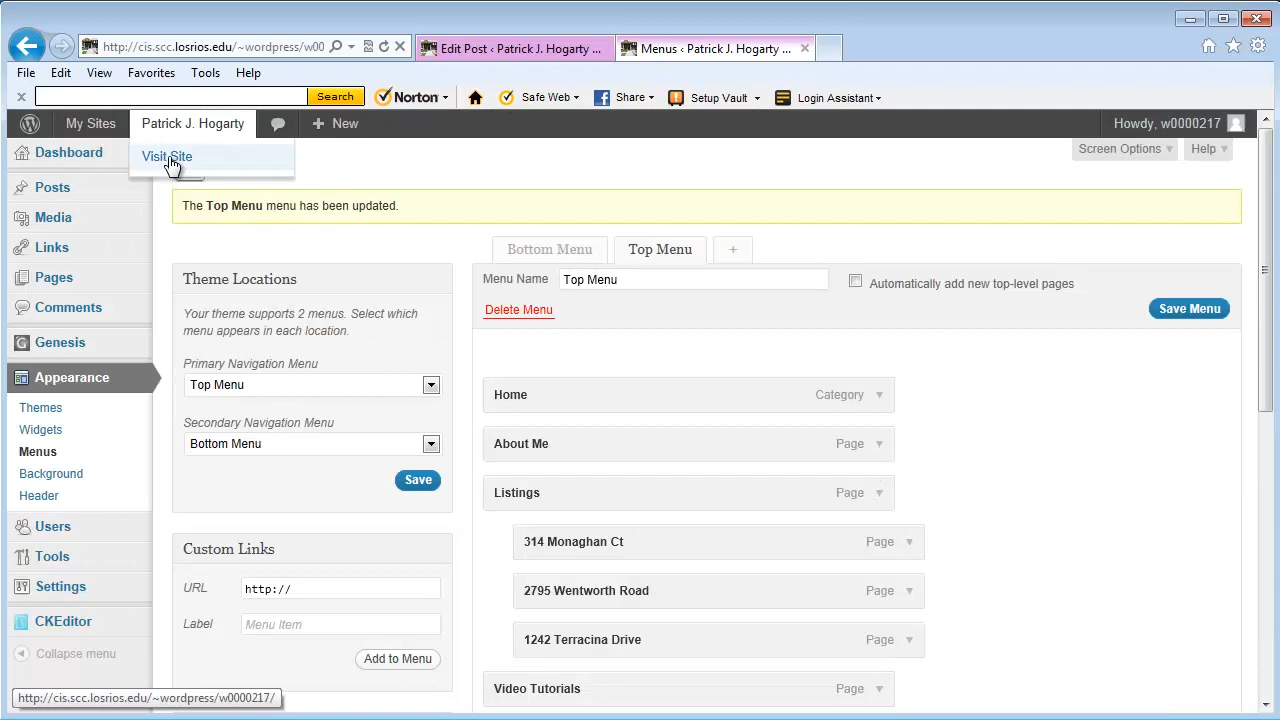 http://cis.scc.losrios.edu/~wordpress/w00
Edit Post ‹ Patrick J. Hogarty ...
Menus ‹ Patrick J. Hogarty ...
File Edit View Favorites Tools Help
Search
Norton
Safe Web
Share
Setup Vault
Login Assistant
My Sites
Patrick J. Hogarty
New
Howdy, w0000217
Visit Site
Screen Options
Help
Dashboard
Posts
Media
Links
Pages
Comments
Genesis
Appearance
Themes
Widgets
Menus
Background
Header
Users
Tools
Settings
CKEditor
Collapse menu
The Top Menu menu has been updated.
Theme Locations
Your theme supports 2 menus. Select which
menu appears in each location.
Primary Navigation Menu
Top Menu
Secondary Navigation Menu
Bottom Menu
Save
Custom Links
URL
http://
Label
Menu Item
Add to Menu
Bottom Menu
Top Menu
+
Menu Name
Top Menu
Automatically add new top-level pages
Delete Menu
Save Menu
Home Category
About Me Page
Listings Page
314 Monaghan Ct Page
2795 Wentworth Road Page
1242 Terracina Drive Page
Video Tutorials Page
http://cis.scc.losrios.edu/~wordpress/w0000217/